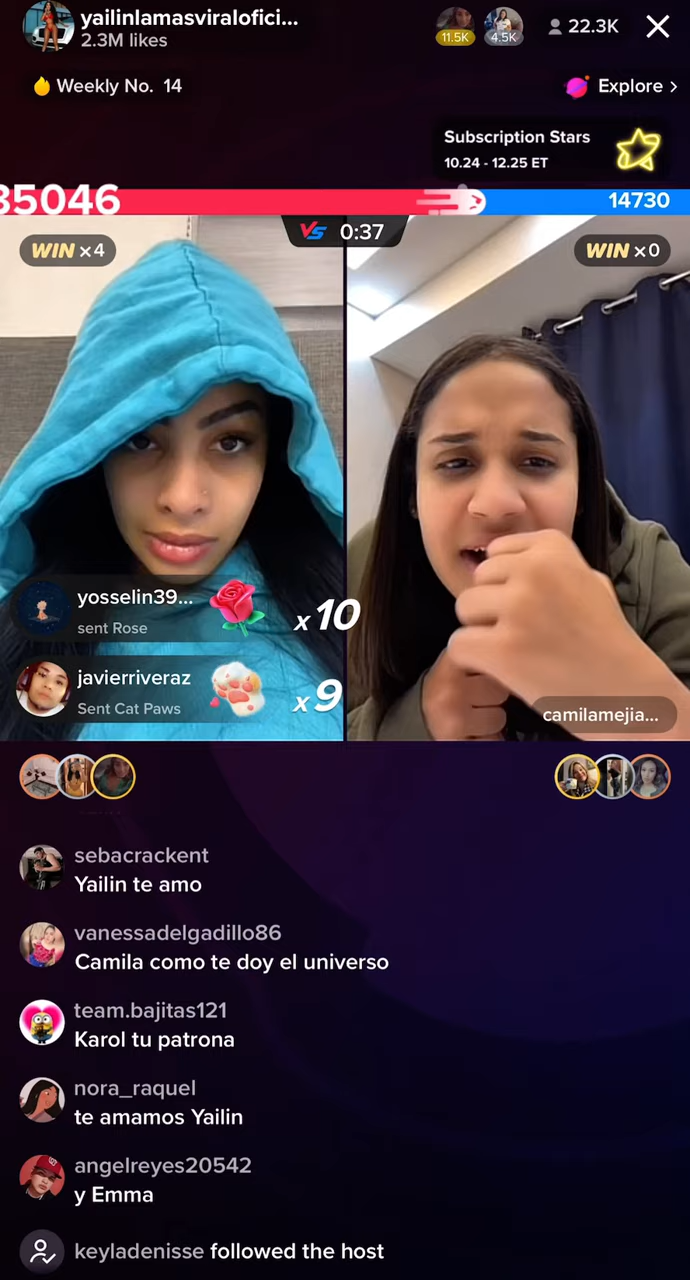 yailinlamasviralofici...
2.3M likes
11.5K
4.5K
22.3K
Weekly No. 14
Explore >
Subscription Stars
10.24 - 12.25 ET
35046
14730
VS 0:37
WIN x4
WIN x0
yosselin39...
sent Rose
x10
javierriveraz
Sent Cat Paws
x9
camilamejia...
sebacrackent
Yailin te amo
vanessadelgadillo86
Camila como te doy el universo
team.bajitas121
Karol tu patrona
nora_raquel
te amamos Yailin
angelreyes20542
y Emma
keyladenisse followed the host